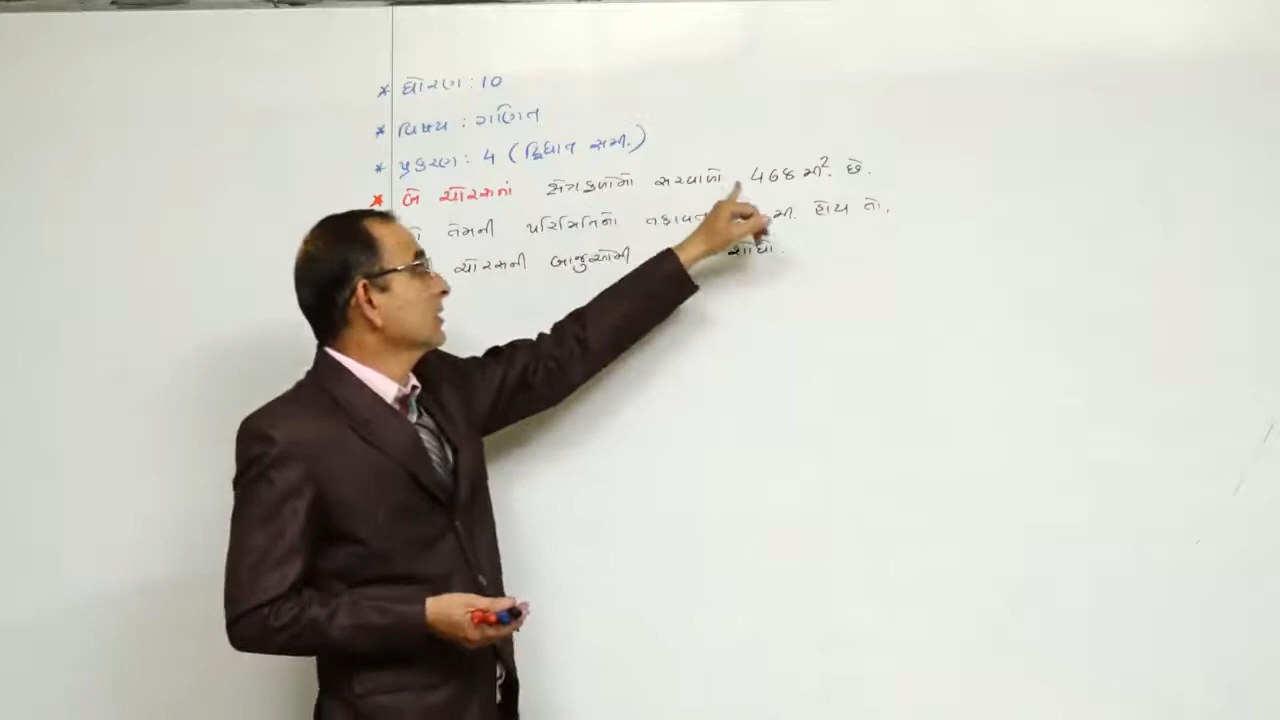 * ધોરણ : 10
* વિષય : ગણિત
* પ્રકરણ : 4 (દ્વિઘાત સમી.)
* બે ચોરસનાં ક્ષેત્રફળોનો સરવાળો 468 મી². છે.
તેમની પરિમિતિનો તફાવત મી. હોય તો,
ચોરસની બાજુઓની શોધો.